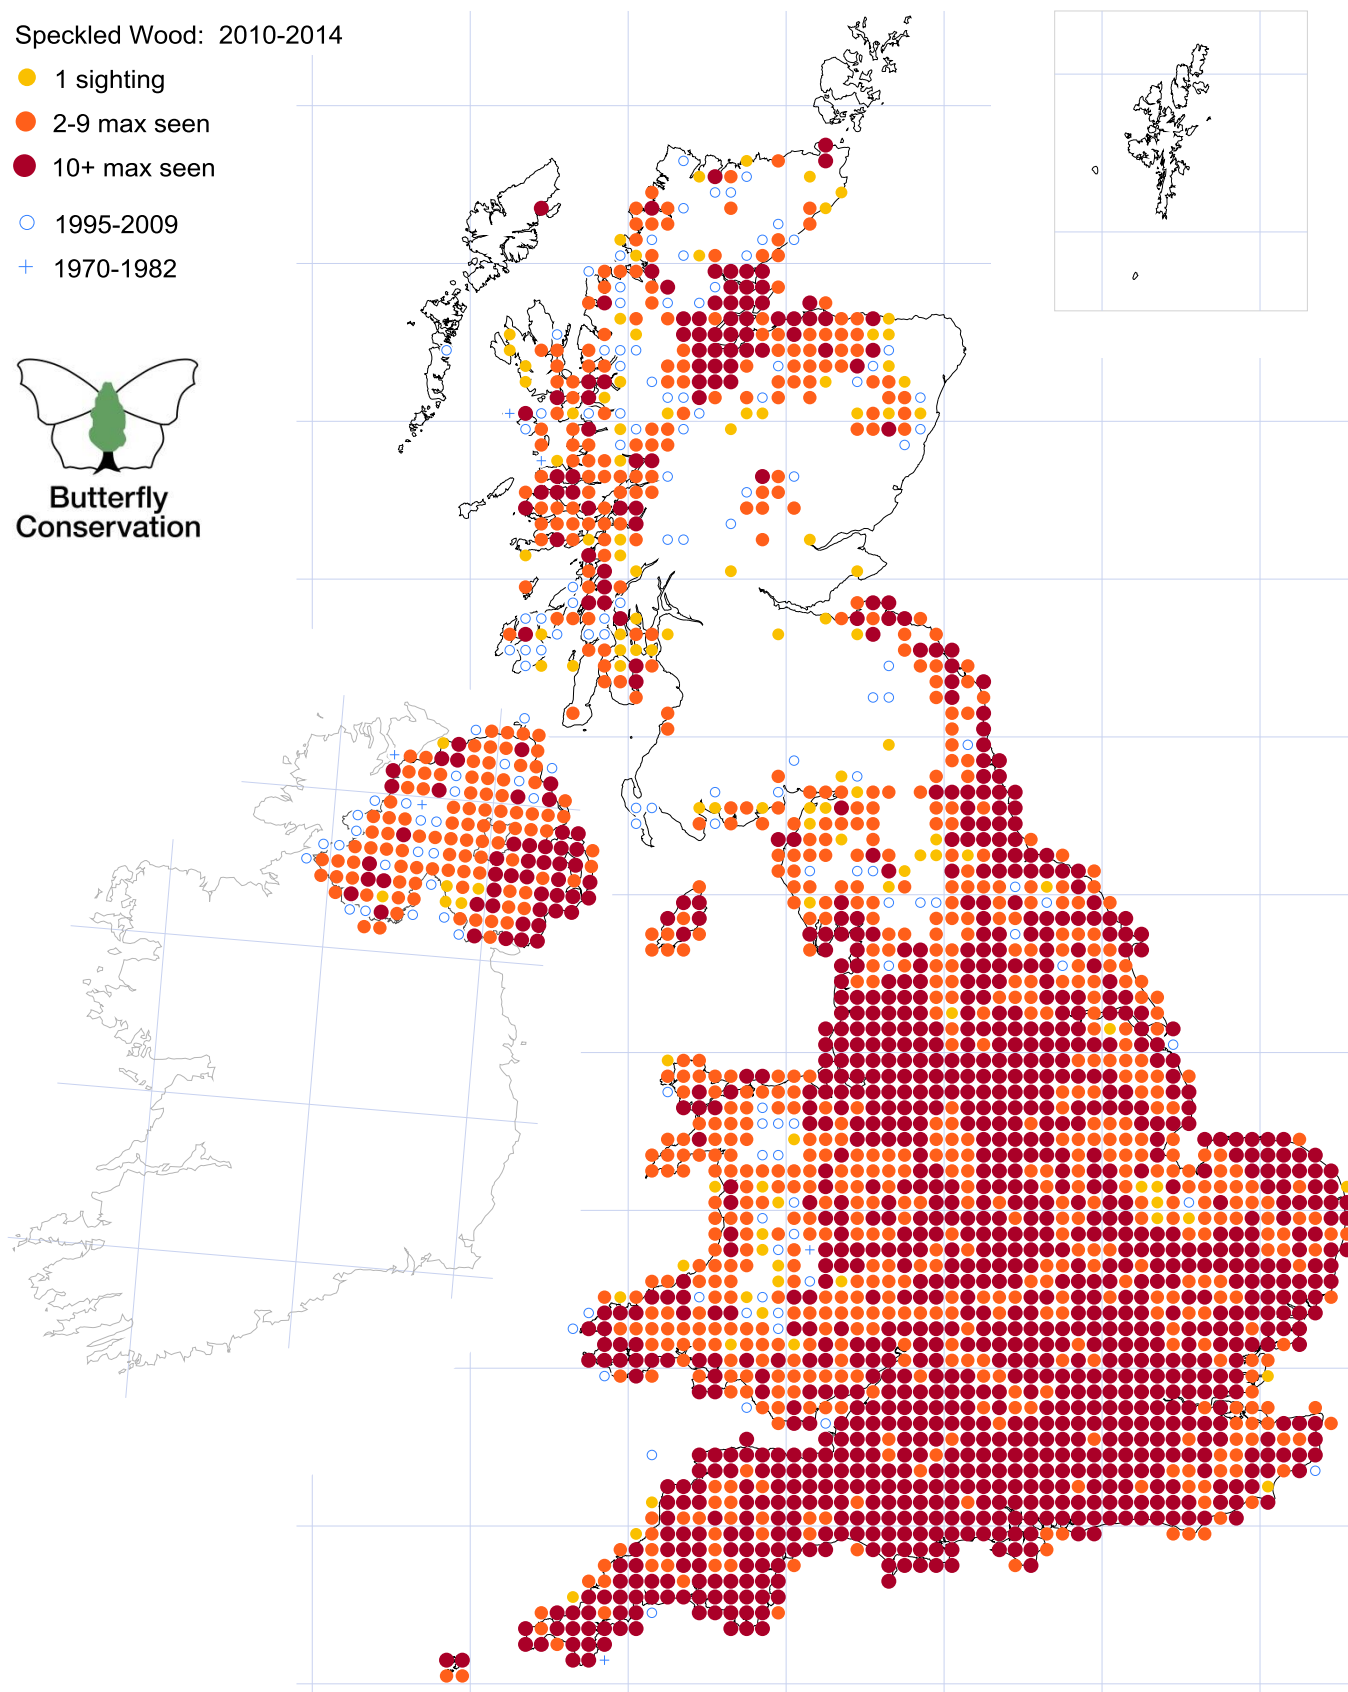 Speckled Wood: 2010-2014
1 sighting
2-9 max seen
10+ max seen
1995-2009
1970-1982
Butterfly
Conservation